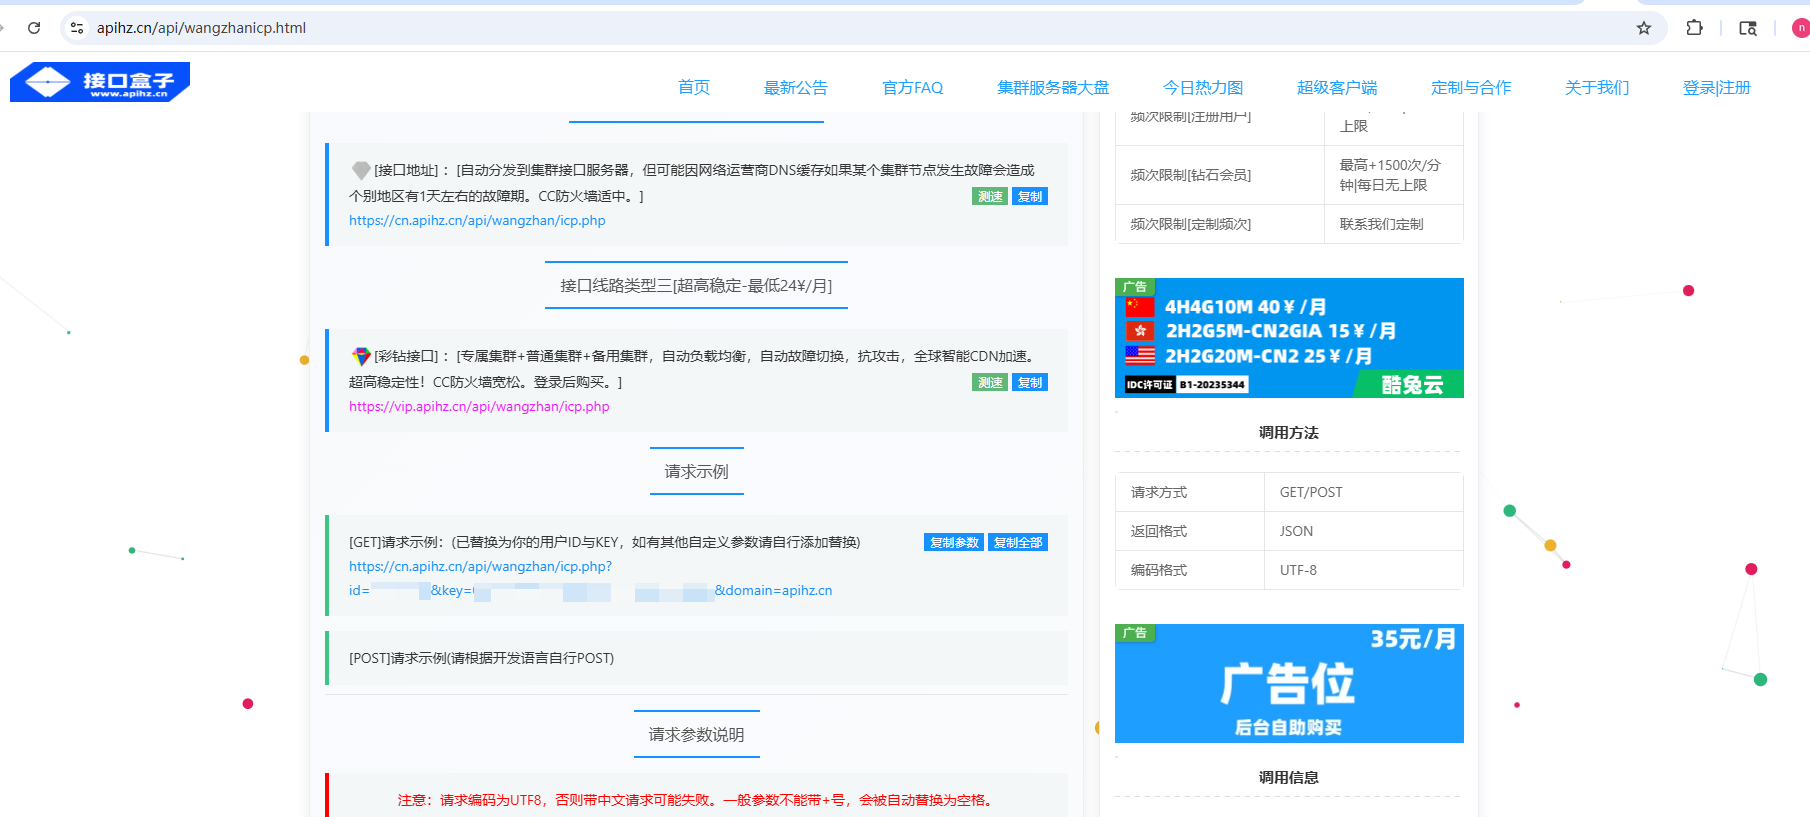 apihz.cn/api/wangzhanicp.html
n
接口盒子
www.apihz.cn
首页
最新公告
官方FAQ
集群服务器大盘
今日热力图
超级客户端
定制与合作
关于我们
登录|注册
[接口地址]：[自动分发到集群接口服务器，但可能因网络运营商DNS缓存如果某个集群节点发生故障会造成
个别地区有1天左右的故障期。CC防火墙适中。]
测速 复制
https://cn.apihz.cn/api/wangzhan/icp.php
接口线路类型三[超高稳定-最低24¥/月]
[彩钻接口]：[专属集群+普通集群+备用集群，自动负载均衡，自动故障切换，抗攻击，全球智能CDN加速。
超高稳定性！CC防火墙宽松。登录后购买。]
测速 复制
https://vip.apihz.cn/api/wangzhan/icp.php
请求示例
[GET]请求示例：(已替换为你的用户ID与KEY，如有其他自定义参数请自行添加替换)
复制参数 复制全部
https://cn.apihz.cn/api/wangzhan/icp.php?
id= &key= &domain=apihz.cn
[POST]请求示例(请根据开发语言自行POST)
请求参数说明
注意：请求编码为UTF8，否则带中文请求可能失败。一般参数不能带+号，会被自动替换为空格。
频次限制[注册用户]
上限
频次限制[钻石会员]
最高+1500次/分
钟|每日无上限
频次限制[定制频次]
联系我们定制
广告
4H4G10M 40￥/月
2H2G5M-CN2GIA 15￥/月
2H2G20M-CN2 25￥/月
IDC许可证 B1-20235344
酷兔云
调用方法
请求方式 GET/POST
返回格式 JSON
编码格式 UTF-8
广告
35元/月
广告位
后台自助购买
调用信息